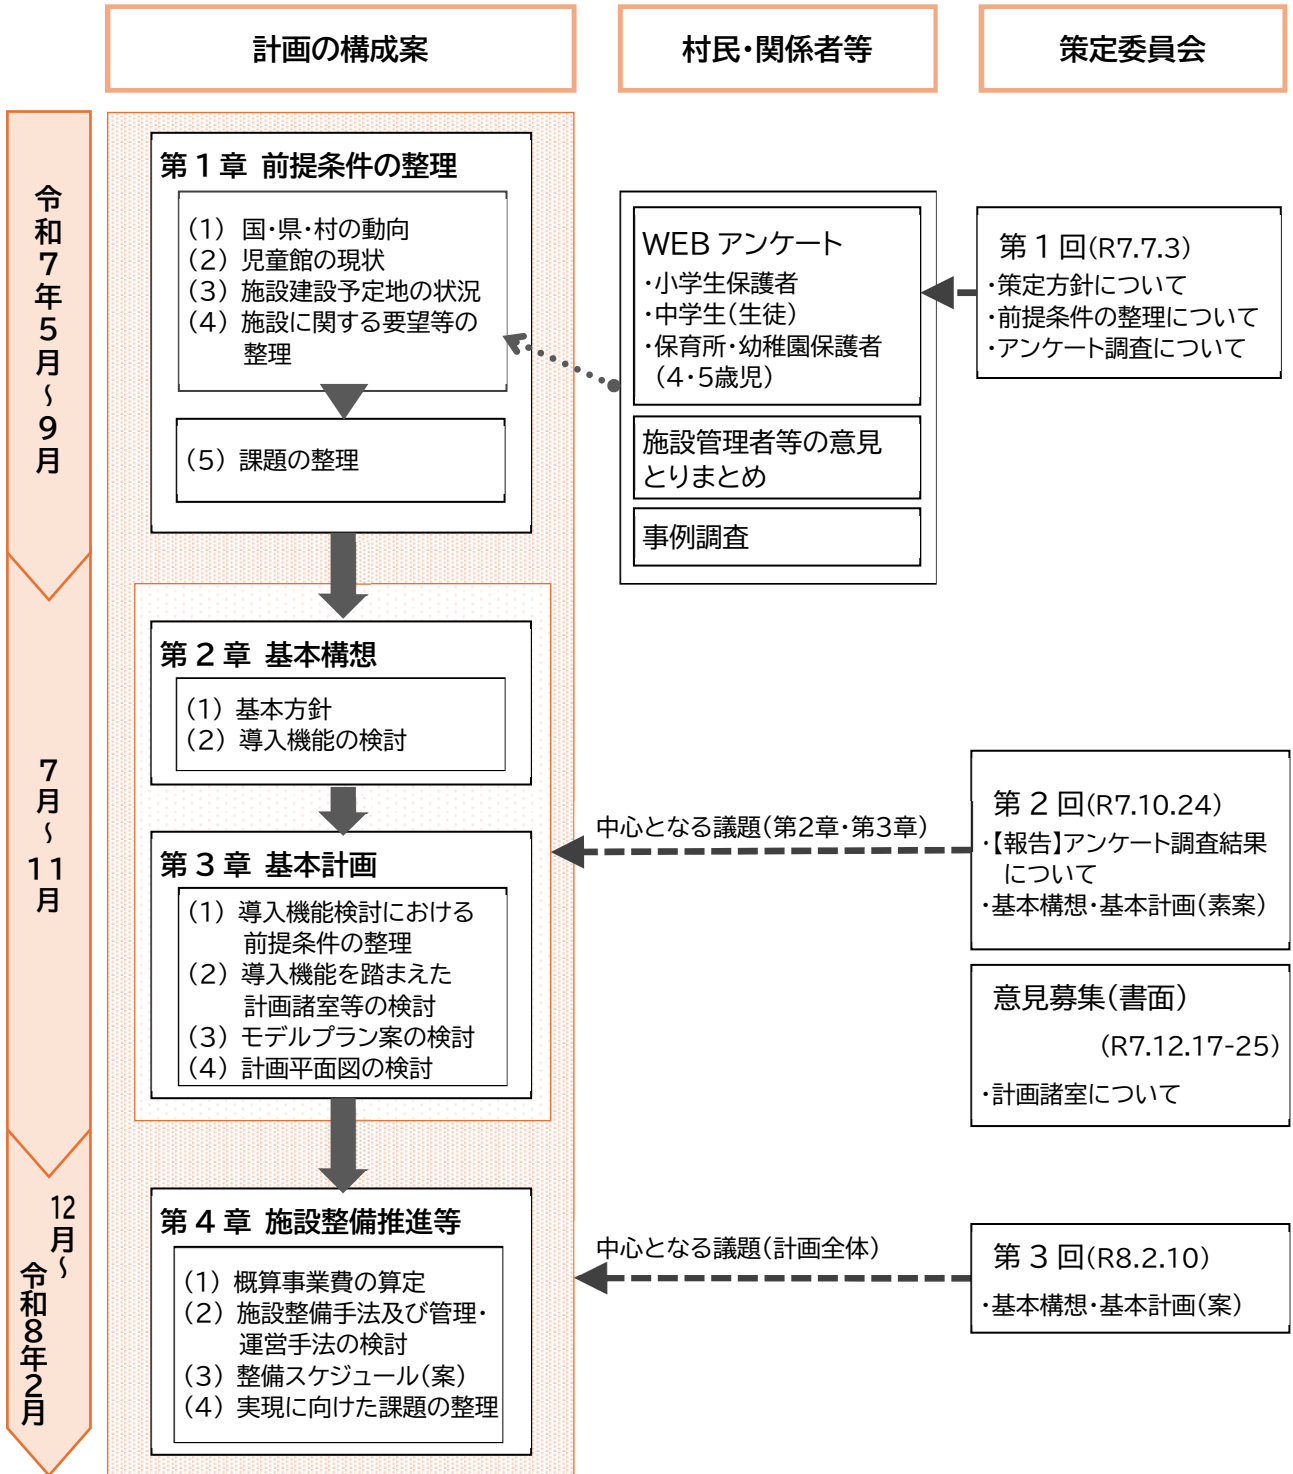 計画の構成案
村民・関係者等
策定委員会
令和7年5月～9月
第1章 前提条件の整理
(1) 国・県・村の動向
(2) 児童館の現状
(3) 施設建設予定地の状況
(4) 施設に関する要望等の
整理
(5) 課題の整理
WEBアンケート
・小学生保護者
・中学生(生徒)
・保育所・幼稚園保護者
(4・5歳児)
施設管理者等の意見
とりまとめ
事例調査
第1回(R7.7.3)
・策定方針について
・前提条件の整理について
・アンケート調査について
7月～11月
第2章 基本構想
(1) 基本方針
(2) 導入機能の検討
第3章 基本計画
(1) 導入機能検討における
前提条件の整理
(2) 導入機能を踏まえた
計画諸室等の検討
(3) モデルプラン案の検討
(4) 計画平面図の検討
中心となる議題(第2章・第3章)
第2回(R7.10.24)
・【報告】アンケート調査結果
について
・基本構想・基本計画(素案)
意見募集(書面)
(R7.12.17-25)
・計画諸室について
12月～
令和8年2月
第4章 施設整備推進等
(1) 概算事業費の算定
(2) 施設整備手法及び管理・
運営手法の検討
(3) 整備スケジュール(案)
(4) 実現に向けた課題の整理
中心となる議題(計画全体)
第3回(R8.2.10)
・基本構想・基本計画(案)